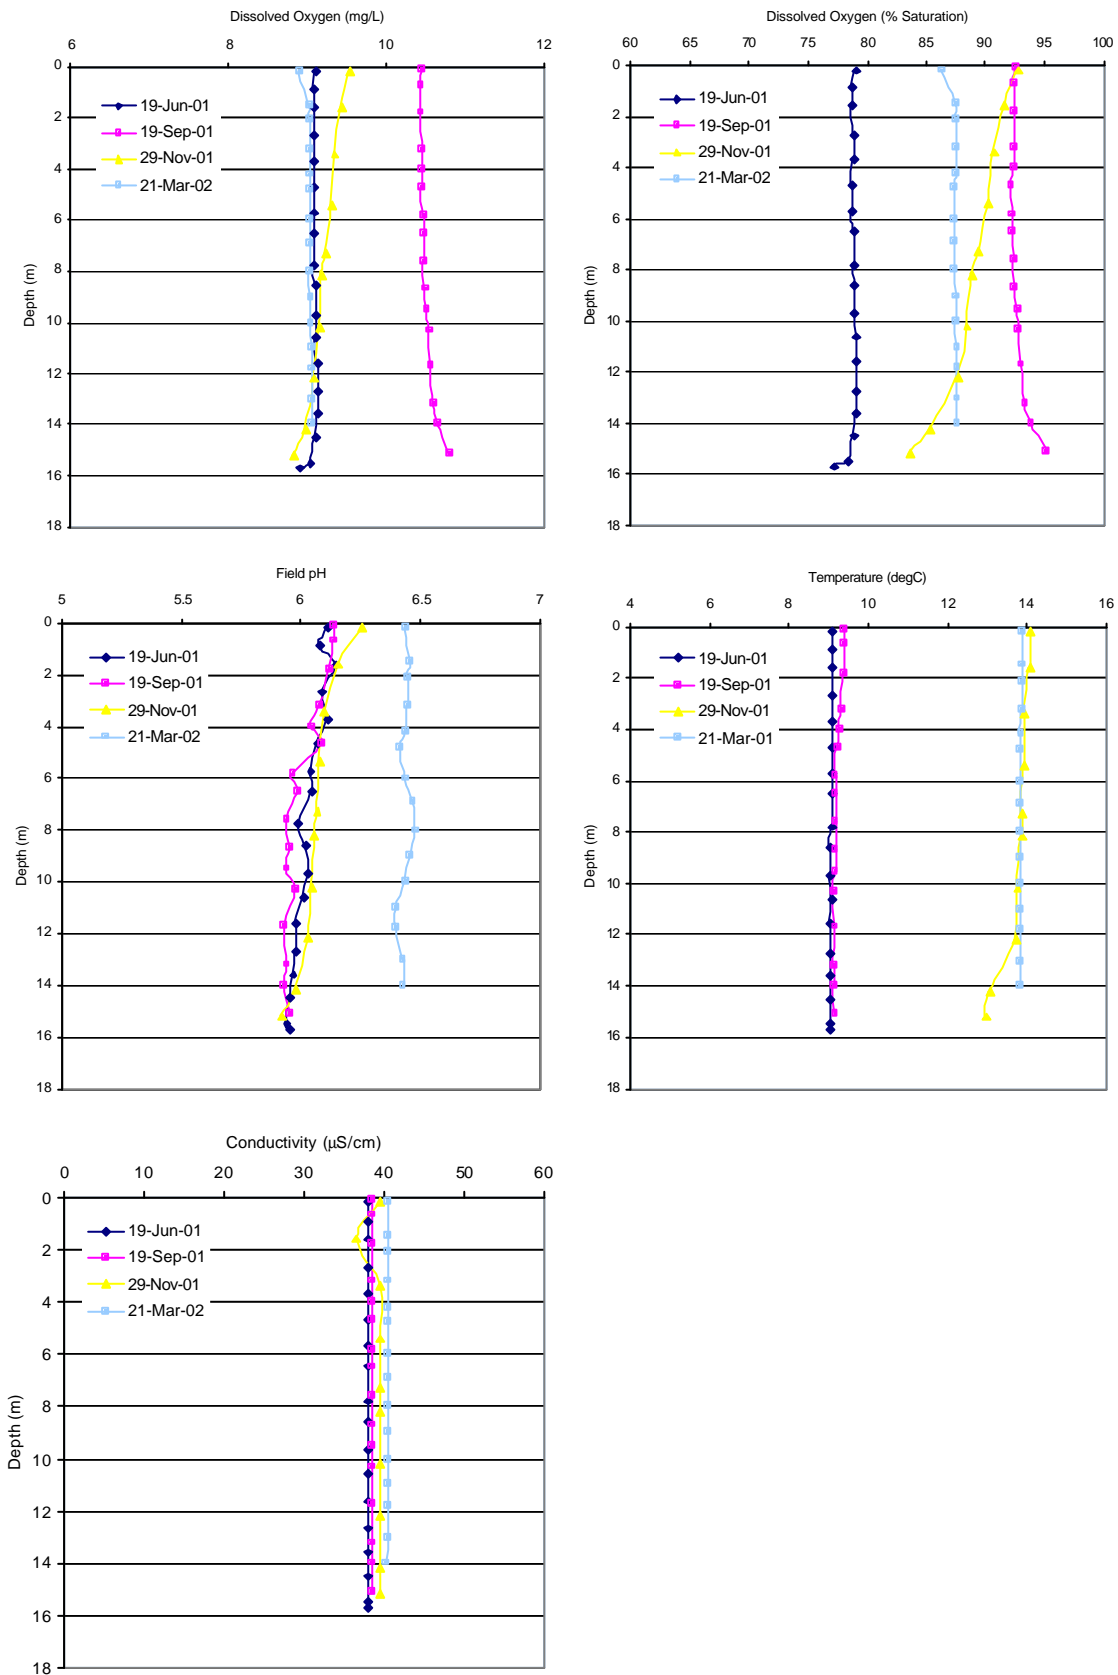 Dissolved Oxygen (mg/L)
6 8 10 12
0
2
4
6
8
10
12
14
16
18
Depth (m)
19-Jun-01
19-Sep-01
29-Nov-01
21-Mar-02
Dissolved Oxygen (% Saturation)
60 65 70 75 80 85 90 95 100
0
2
4
6
8
10
12
14
16
18
Depth (m)
19-Jun-01
19-Sep-01
29-Nov-01
21-Mar-02
Field pH
5 5.5 6 6.5 7
0
2
4
6
8
10
12
14
16
18
Depth (m)
19-Jun-01
19-Sep-01
29-Nov-01
21-Mar-02
Temperature (degC)
4 6 8 10 12 14 16
0
2
4
6
8
10
12
14
16
18
Depth (m)
19-Jun-01
19-Sep-01
29-Nov-01
21-Mar-01
Conductivity (µS/cm)
0 10 20 30 40 50 60
0
2
4
6
8
10
12
14
16
18
Depth (m)
19-Jun-01
19-Sep-01
29-Nov-01
21-Mar-02